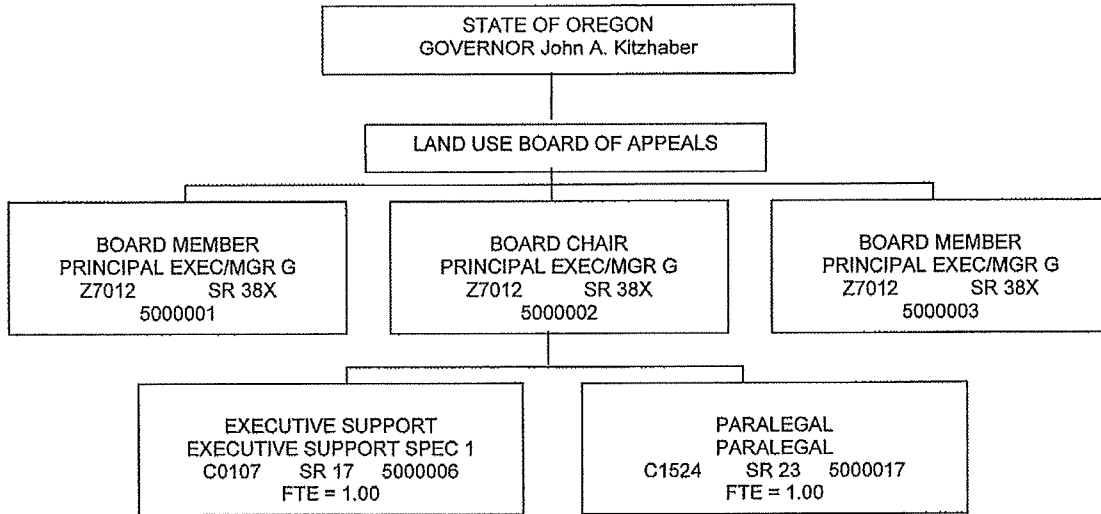 STATE OF OREGON
GOVERNOR John A. Kitzhaber
LAND USE BOARD OF APPEALS
BOARD MEMBER
PRINCIPAL EXEC/MGR G
Z7012 SR 38X
5000001
BOARD CHAIR
PRINCIPAL EXEC/MGR G
Z7012 SR 38X
5000002
BOARD MEMBER
PRINCIPAL EXEC/MGR G
Z7012 SR 38X
5000003
EXECUTIVE SUPPORT
EXECUTIVE SUPPORT SPEC 1
C0107 SR 17 5000006
FTE = 1.00
PARALEGAL
PARALEGAL
C1524 SR 23 5000017
FTE = 1.00